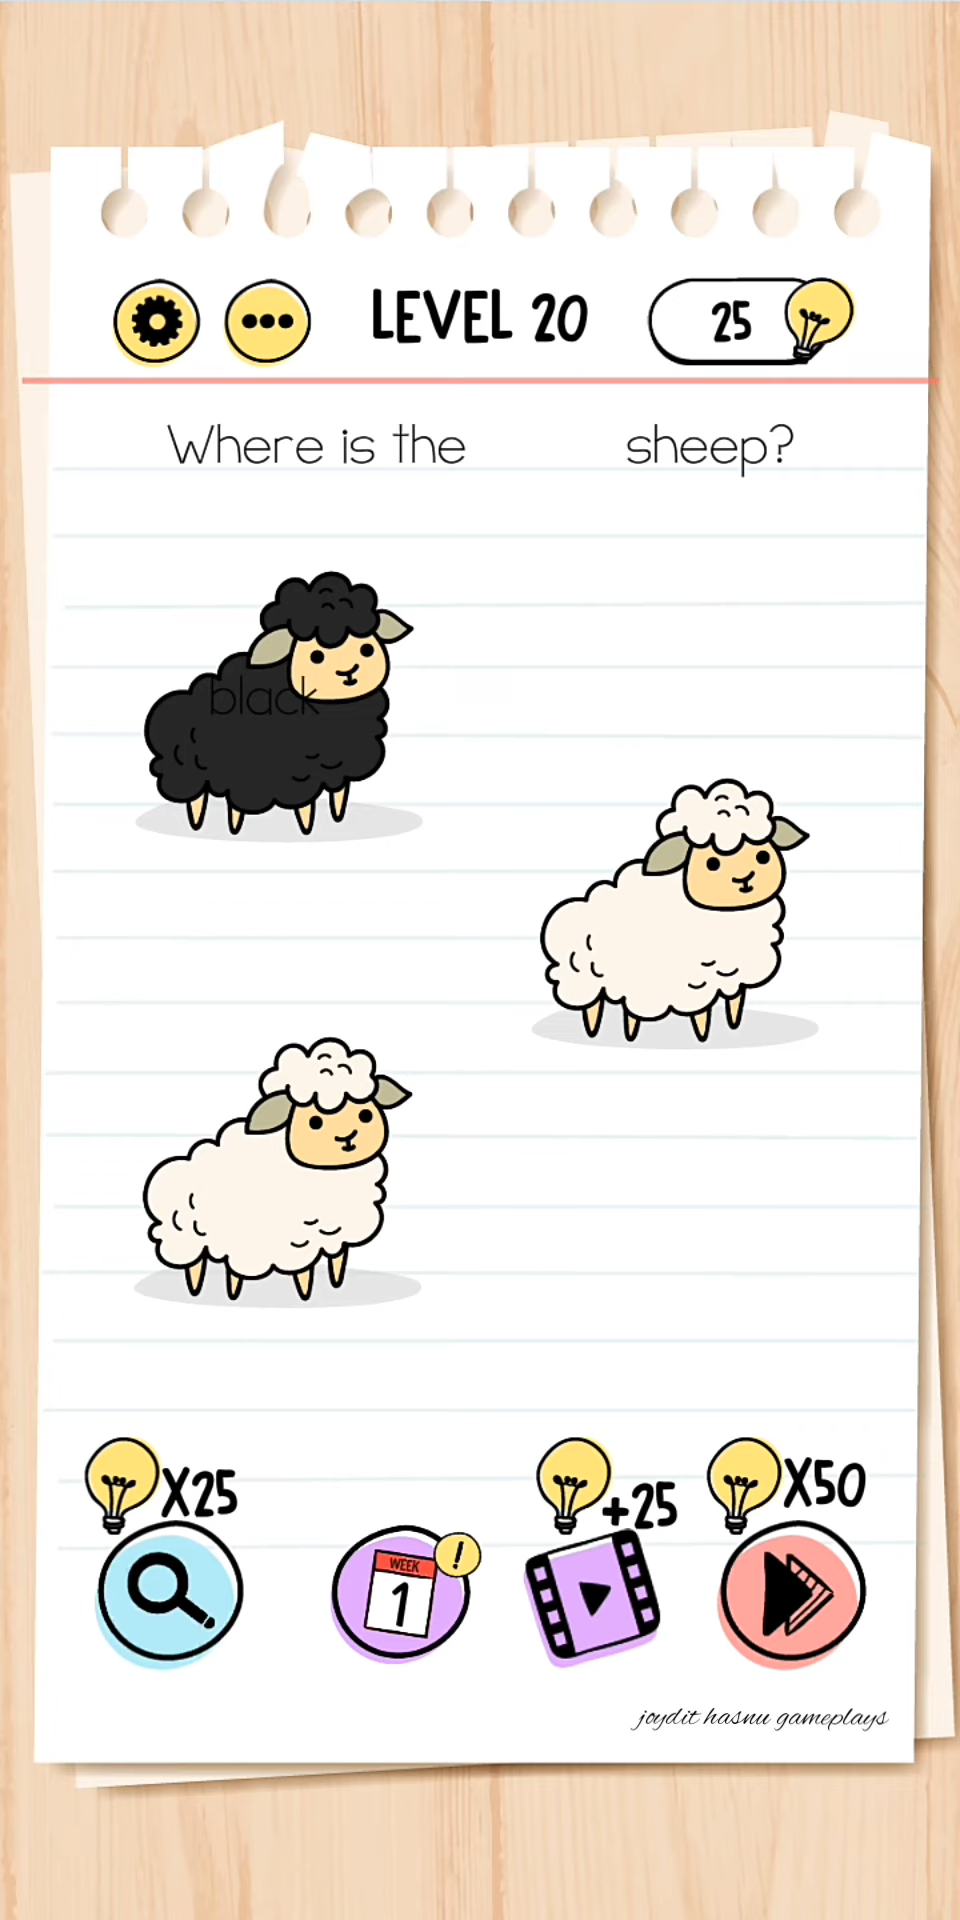 LEVEL 20
25
Where is the sheep?
black
X25
+25
X50
WEEK
1
!
joydit hasnu gameplays